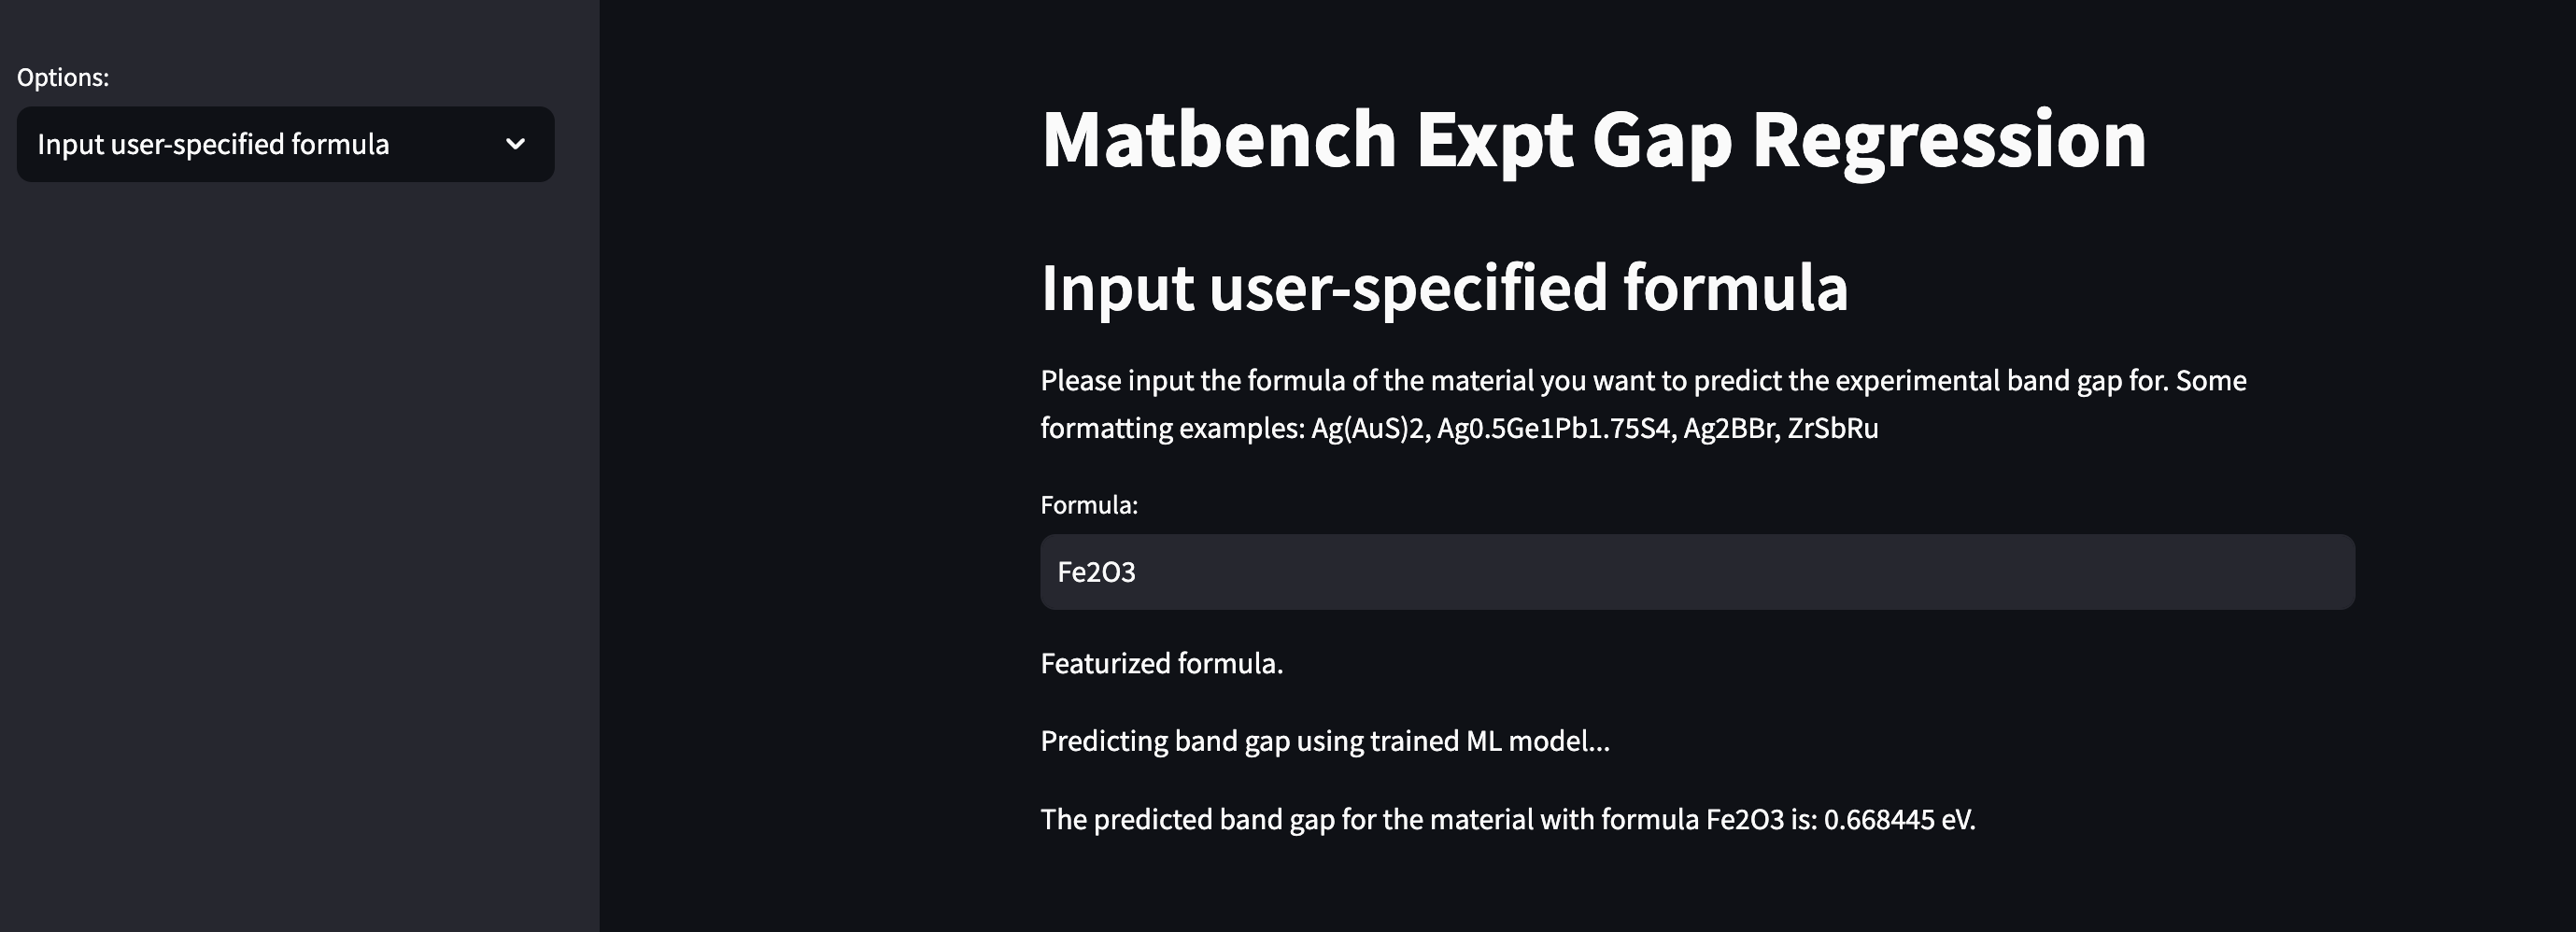 Options:
Input user-specified formula
Matbench Expt Gap Regression
Input user-specified formula
Please input the formula of the material you want to predict the experimental band gap for. Some
formatting examples: Ag(AuS)2, Ag0.5Ge1Pb1.75S4, Ag2BBr, ZrSbRu
Formula:
Fe2O3
Featurized formula.
Predicting band gap using trained ML model...
The predicted band gap for the material with formula Fe2O3 is: 0.668445 eV.